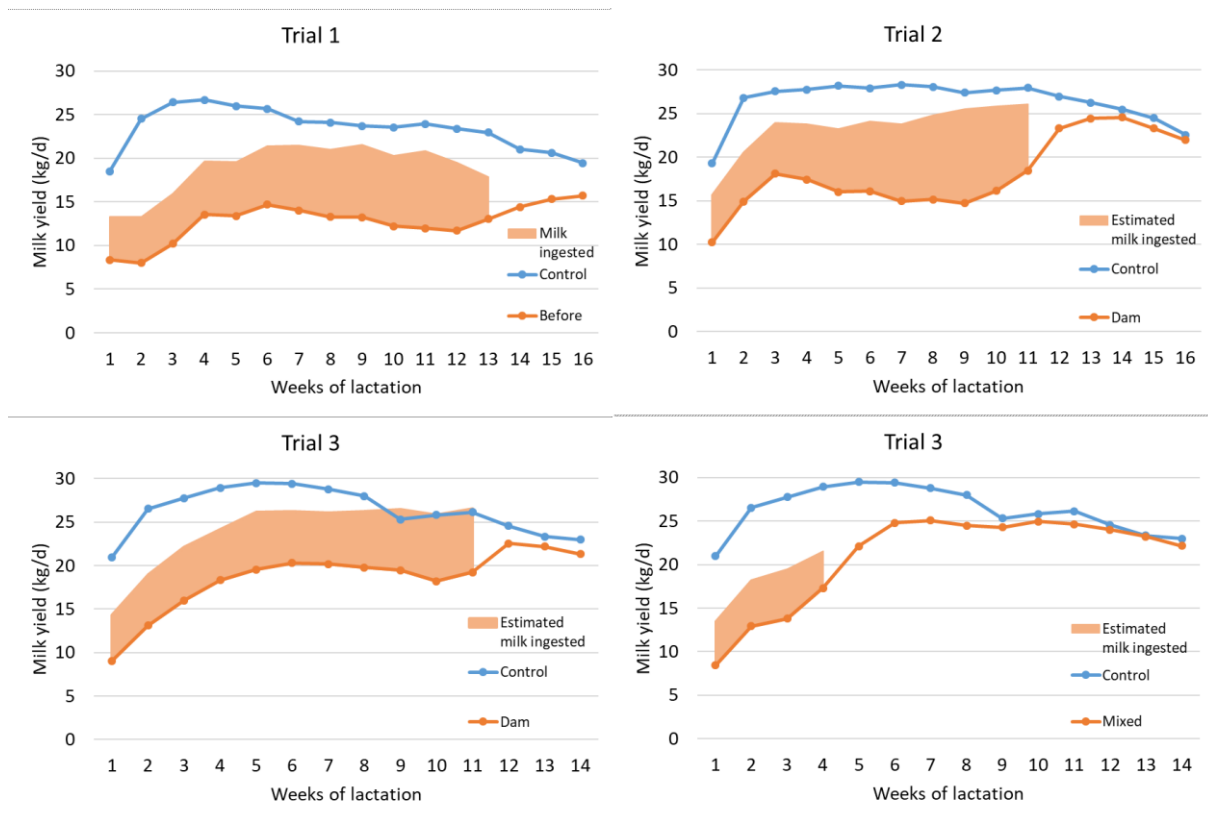 Trial 1
Milk yield (kg/d)
30
25
20
15
10
5
0
Milk
ingested
Control
Before
1 2 3 4 5 6 7 8 9 10 11 12 13 14 15 16
Weeks of lactation
Trial 2
Milk yield (kg/d)
30
25
20
15
10
5
0
Estimated
milk ingested
Control
Dam
1 2 3 4 5 6 7 8 9 10 11 12 13 14 15 16
Weeks of lactation
Trial 3
Milk yield (kg/d)
30
25
20
15
10
5
0
Estimated
milk ingested
Control
Dam
1 2 3 4 5 6 7 8 9 10 11 12 13 14
Weeks of lactation
Trial 3
Milk yield (kg/d)
30
25
20
15
10
5
0
Estimated
milk ingested
Control
Mixed
1 2 3 4 5 6 7 8 9 10 11 12 13 14
Weeks of lactation